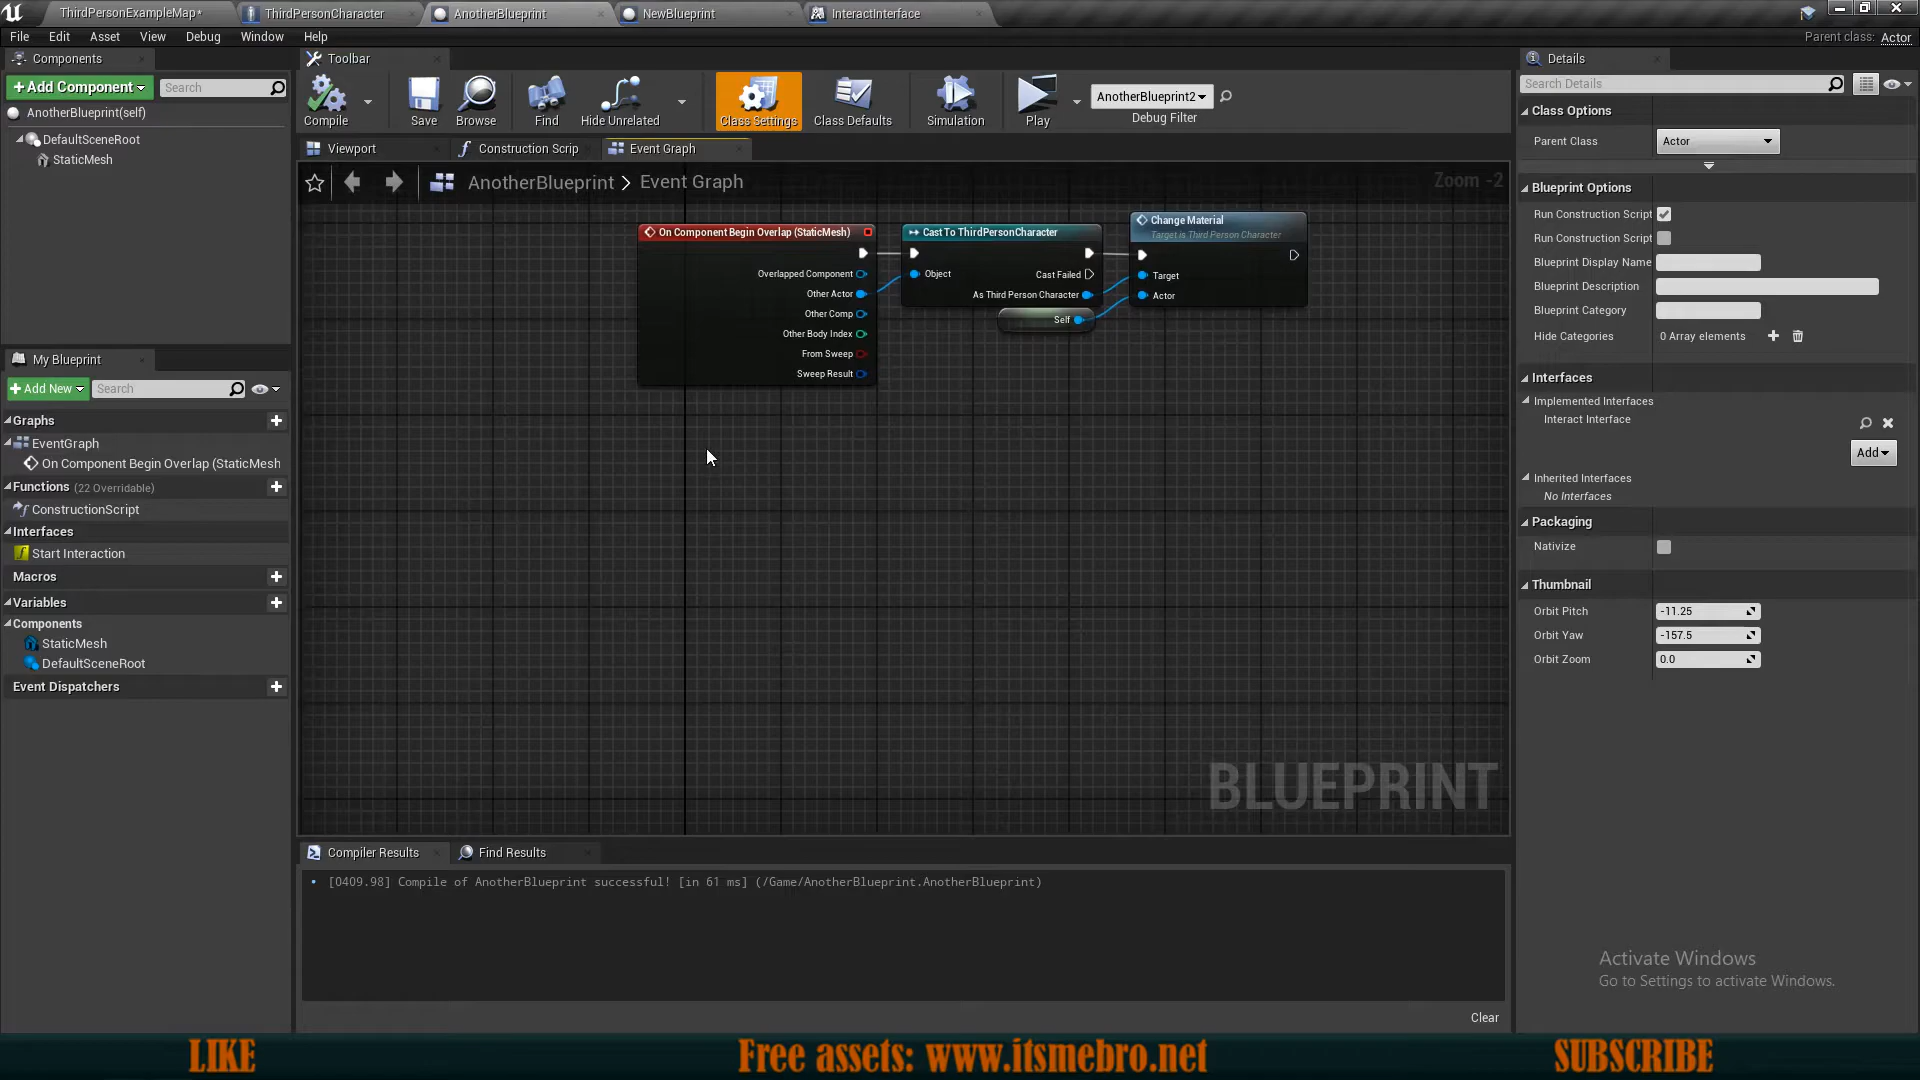 ThirdPersonExampleMap*
ThirdPersonCharacter
AnotherBlueprint
NewBlueprint
InteractInterface
File
Edit
Asset
View
Debug
Window
Help
Parent class: Actor
Components
+Add Component
Search
AnotherBlueprint(self)
DefaultSceneRoot
StaticMesh
Toolbar
Compile
Save
Browse
Find
Hide Unrelated
Class Settings
Class Defaults
Simulation
Play
AnotherBlueprint2
Debug Filter
Viewport
Construction Scrip
Event Graph
AnotherBlueprint > Event Graph
Zoom -2
On Component Begin Overlap (StaticMesh)
Overlapped Component
Other Actor
Other Comp
Other Body Index
From Sweep
Sweep Result
Cast To ThirdPersonCharacter
Object
Cast Failed
As Third Person Character
Self
Change Material
Target is Third Person Character
Target
Actor
BLUEPRINT
My Blueprint
+Add New
Search
Graphs
EventGraph
On Component Begin Overlap (StaticMesh
Functions (22 Overridable)
ConstructionScript
Interfaces
Start Interaction
Macros
Variables
Components
StaticMesh
DefaultSceneRoot
Event Dispatchers
Compiler Results
Find Results
[0409.98] Compile of AnotherBlueprint successful! [in 61 ms] (/Game/AnotherBlueprint.AnotherBlueprint)
Clear
Details
Search Details
Class Options
Parent Class
Actor
Blueprint Options
Run Construction Script
Run Construction Script
Blueprint Display Name
Blueprint Description
Blueprint Category
Hide Categories
0 Array elements
Interfaces
Implemented Interfaces
Interact Interface
Add
Inherited Interfaces
No Interfaces
Packaging
Nativize
Thumbnail
Orbit Pitch
-11.25
Orbit Yaw
-157.5
Orbit Zoom
0.0
Activate Windows
Go to Settings to activate Windows.
LIKE
Free assets: www.itsmebro.net
SUBSCRIBE